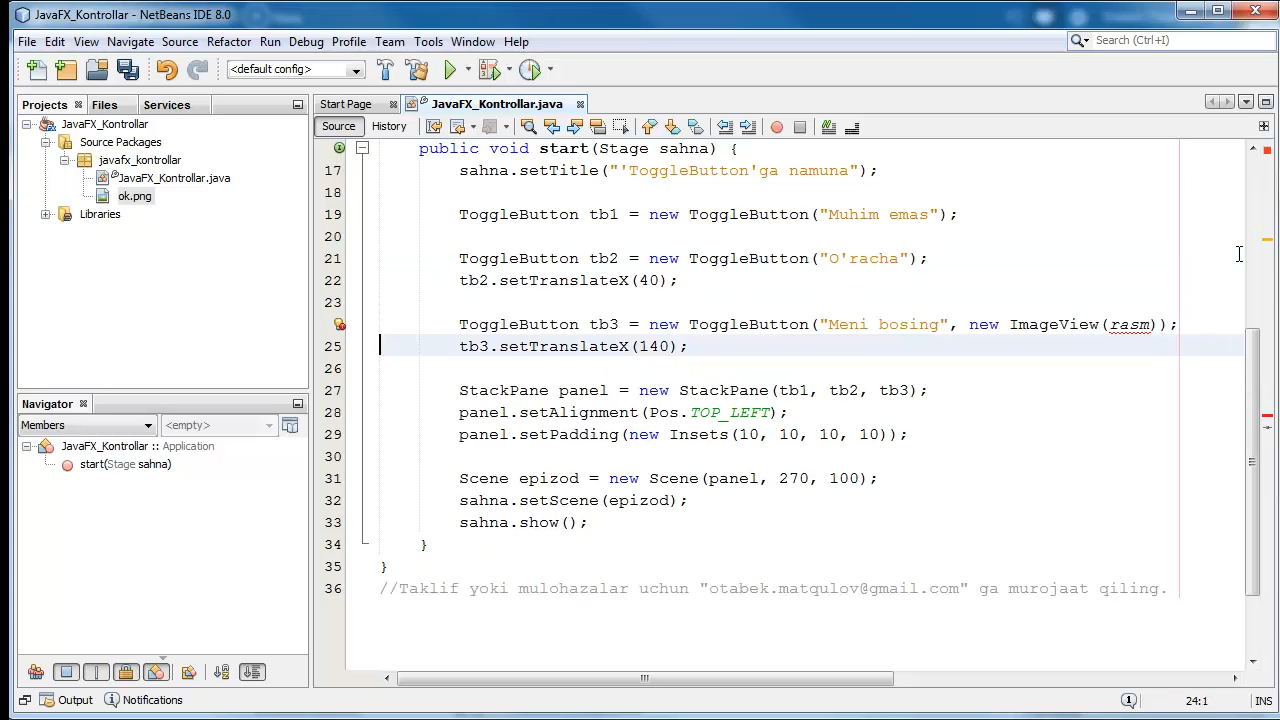 JavaFX_Kontrollar - NetBeans IDE 8.0
File Edit View Navigate Source Refactor Run Debug Profile Team Tools Window Help
Search (Ctrl+I)
<default config>
Projects Files Services
Start Page JavaFX_Kontrollar.java
Source History
JavaFX_Kontrollar
Source Packages
javafx_kontrollar
JavaFX_Kontrollar.java
ok.png
Libraries
public void start(Stage sahna) {
17 sahna.setTitle("'ToggleButton'ga namuna");
18
19 ToggleButton tb1 = new ToggleButton("Muhim emas");
20
21 ToggleButton tb2 = new ToggleButton("O'racha");
22 tb2.setTranslateX(40);
23
ToggleButton tb3 = new ToggleButton("Meni bosing", new ImageView(rasm));
25 tb3.setTranslateX(140);
26
27 StackPane panel = new StackPane(tb1, tb2, tb3);
28 panel.setAlignment(Pos.TOP_LEFT);
29 panel.setPadding(new Insets(10, 10, 10, 10));
30
31 Scene epizod = new Scene(panel, 270, 100);
32 sahna.setScene(epizod);
33 sahna.show();
34 }
35 }
36 //Taklif yoki mulohazalar uchun "otabek.matqulov@gmail.com" ga murojaat qiling.
Navigator
Members <empty>
JavaFX_Kontrollar :: Application
start(Stage sahna)
Output Notifications
24:1 INS